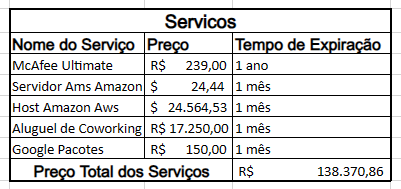 Servicos
Nome do Serviço Preço Tempo de Expiração
McAfee Ultimate R$ 239,00 1 ano
Servidor Ams Amazon $ 24,44 1 mês
Host Amazon Aws $ 24.564,53 1 mês
Aluguel de Coworking R$ 17.250,00 1 mês
Google Pacotes R$ 150,00 1 mês
Preço Total dos Serviços R$ 138.370,86